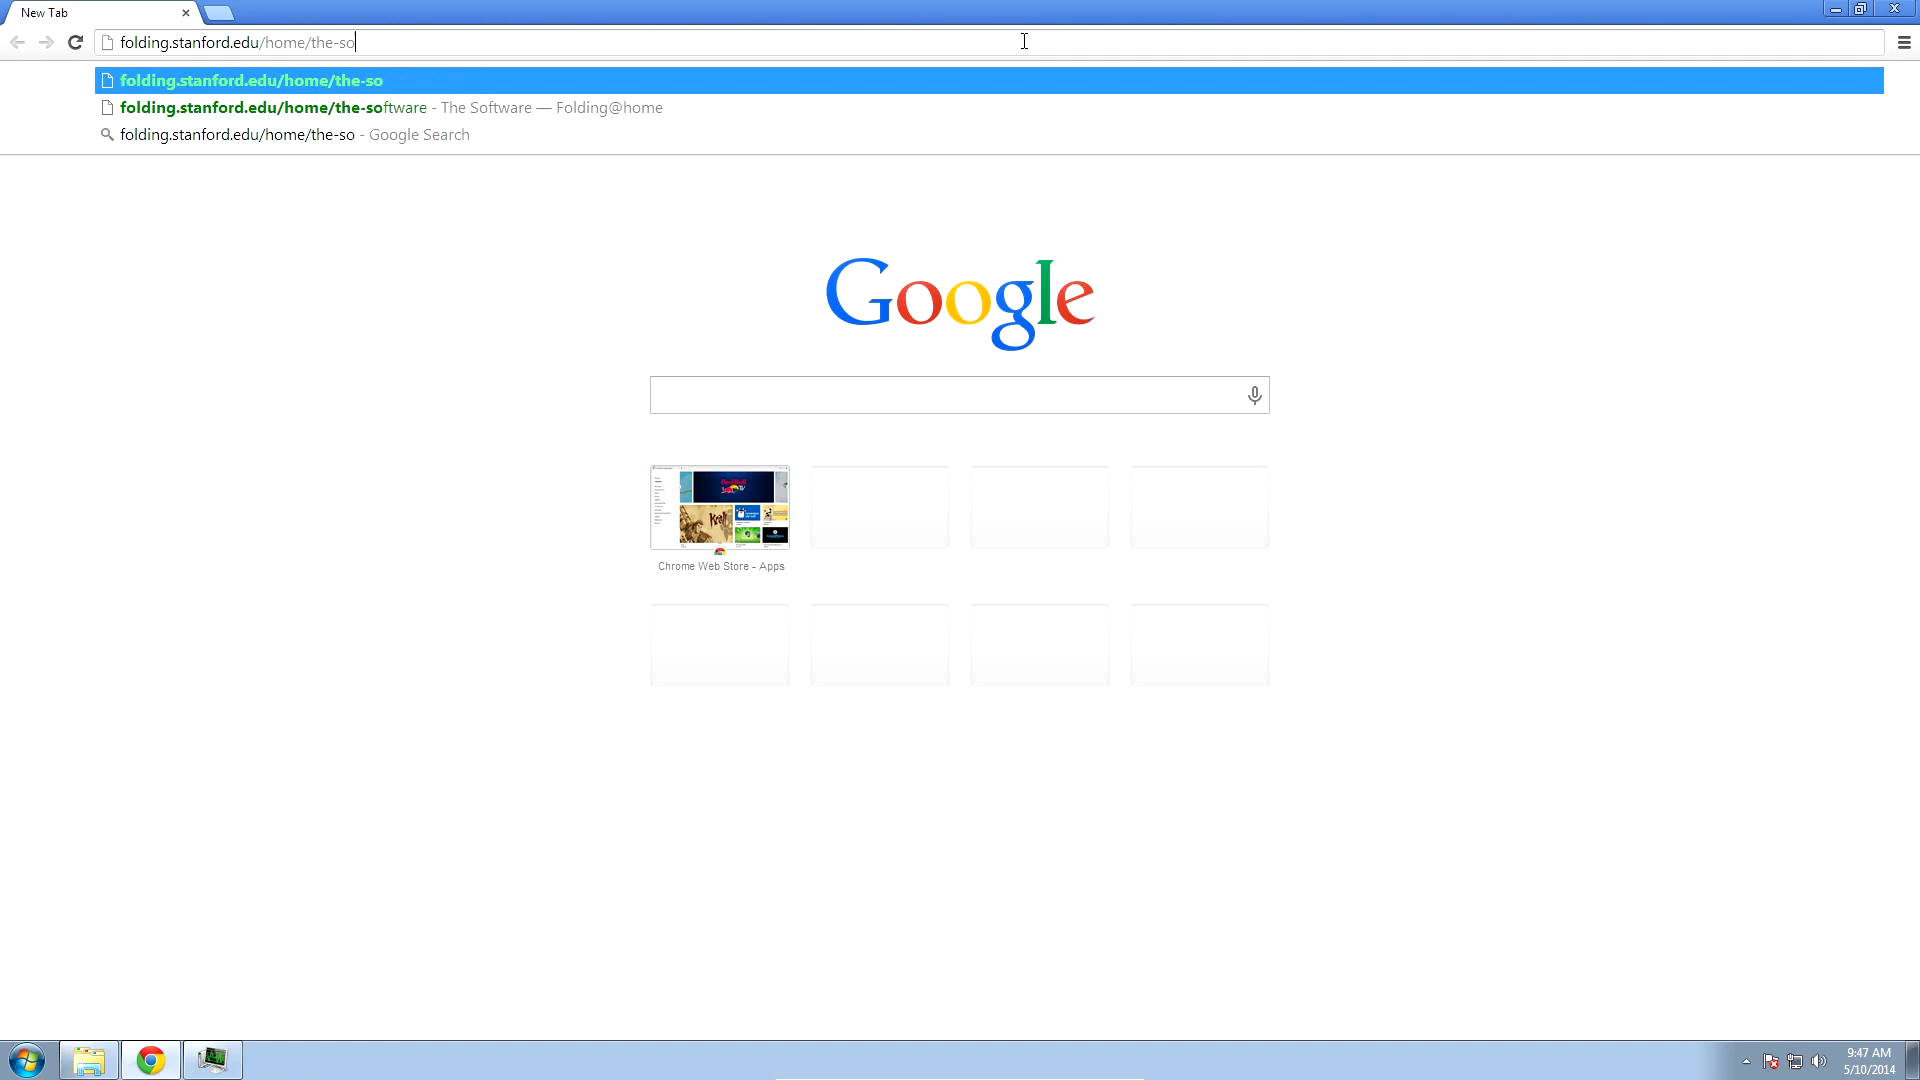 New Tab
folding.stanford.edu/home/the-so
folding.stanford.edu/home/the-so
folding.stanford.edu/home/the-software - The Software — Folding@home
folding.stanford.edu/home/the-so - Google Search
Google
Chrome Web Store - Apps
9:47 AM
5/10/2014